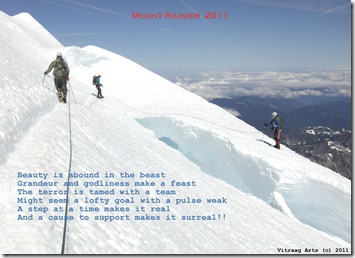 Mount Rainier 2011
Beauty is abound in the beast
Grandeur and godliness make a feast
The terror is tamed with a team
Might seem a lofty goal with a pulse weak
A step at a time makes it real
And a cause to support makes it surreal!!
Vitraag Arts (c) 2011